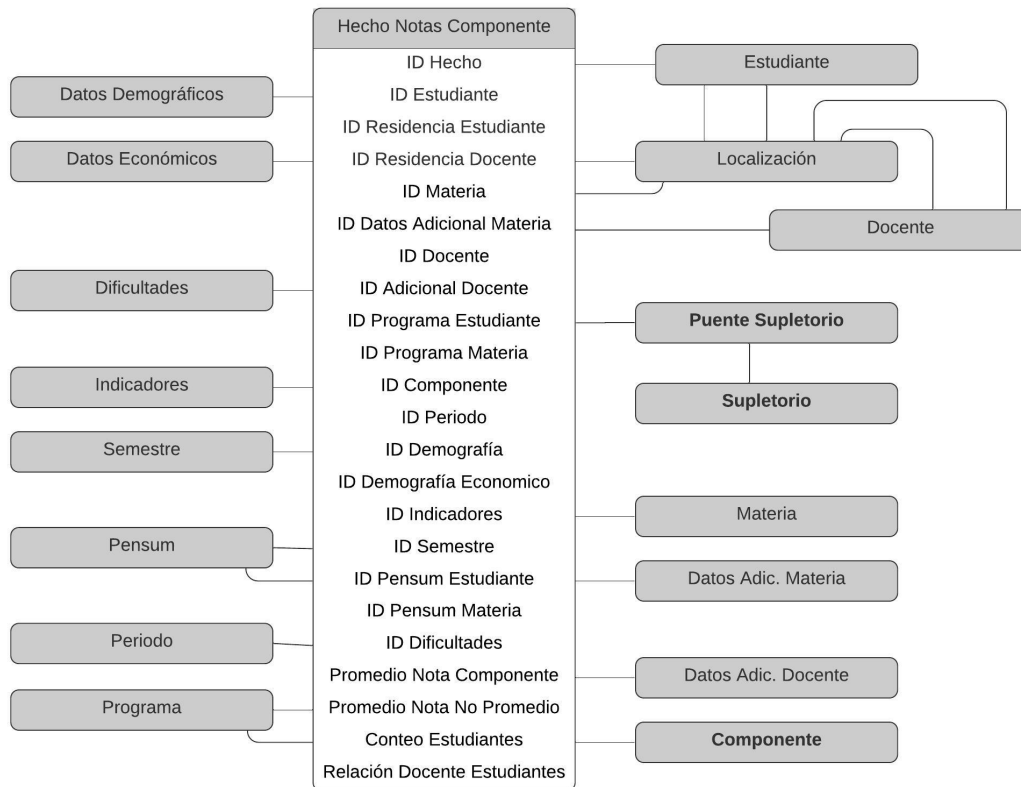 Hecho Notas Componente
ID Hecho
ID Estudiante
ID Residencia Estudiante
ID Residencia Docente
ID Materia
ID Datos Adicional Materia
ID Docente
ID Adicional Docente
ID Programa Estudiante
ID Programa Materia
ID Componente
ID Periodo
ID Demografía
ID Demografía Economico
ID Indicadores
ID Semestre
ID Pensum Estudiante
ID Pensum Materia
ID Dificultades
Promedio Nota Componente
Promedio Nota No Promedio
Conteo Estudiantes
Relación Docente Estudiantes
Datos Demográficos
Datos Económicos
Dificultades
Indicadores
Semestre
Pensum
Periodo
Programa
Estudiante
Localización
Docente
Puente Supletorio
Supletorio
Materia
Datos Adic. Materia
Datos Adic. Docente
Componente